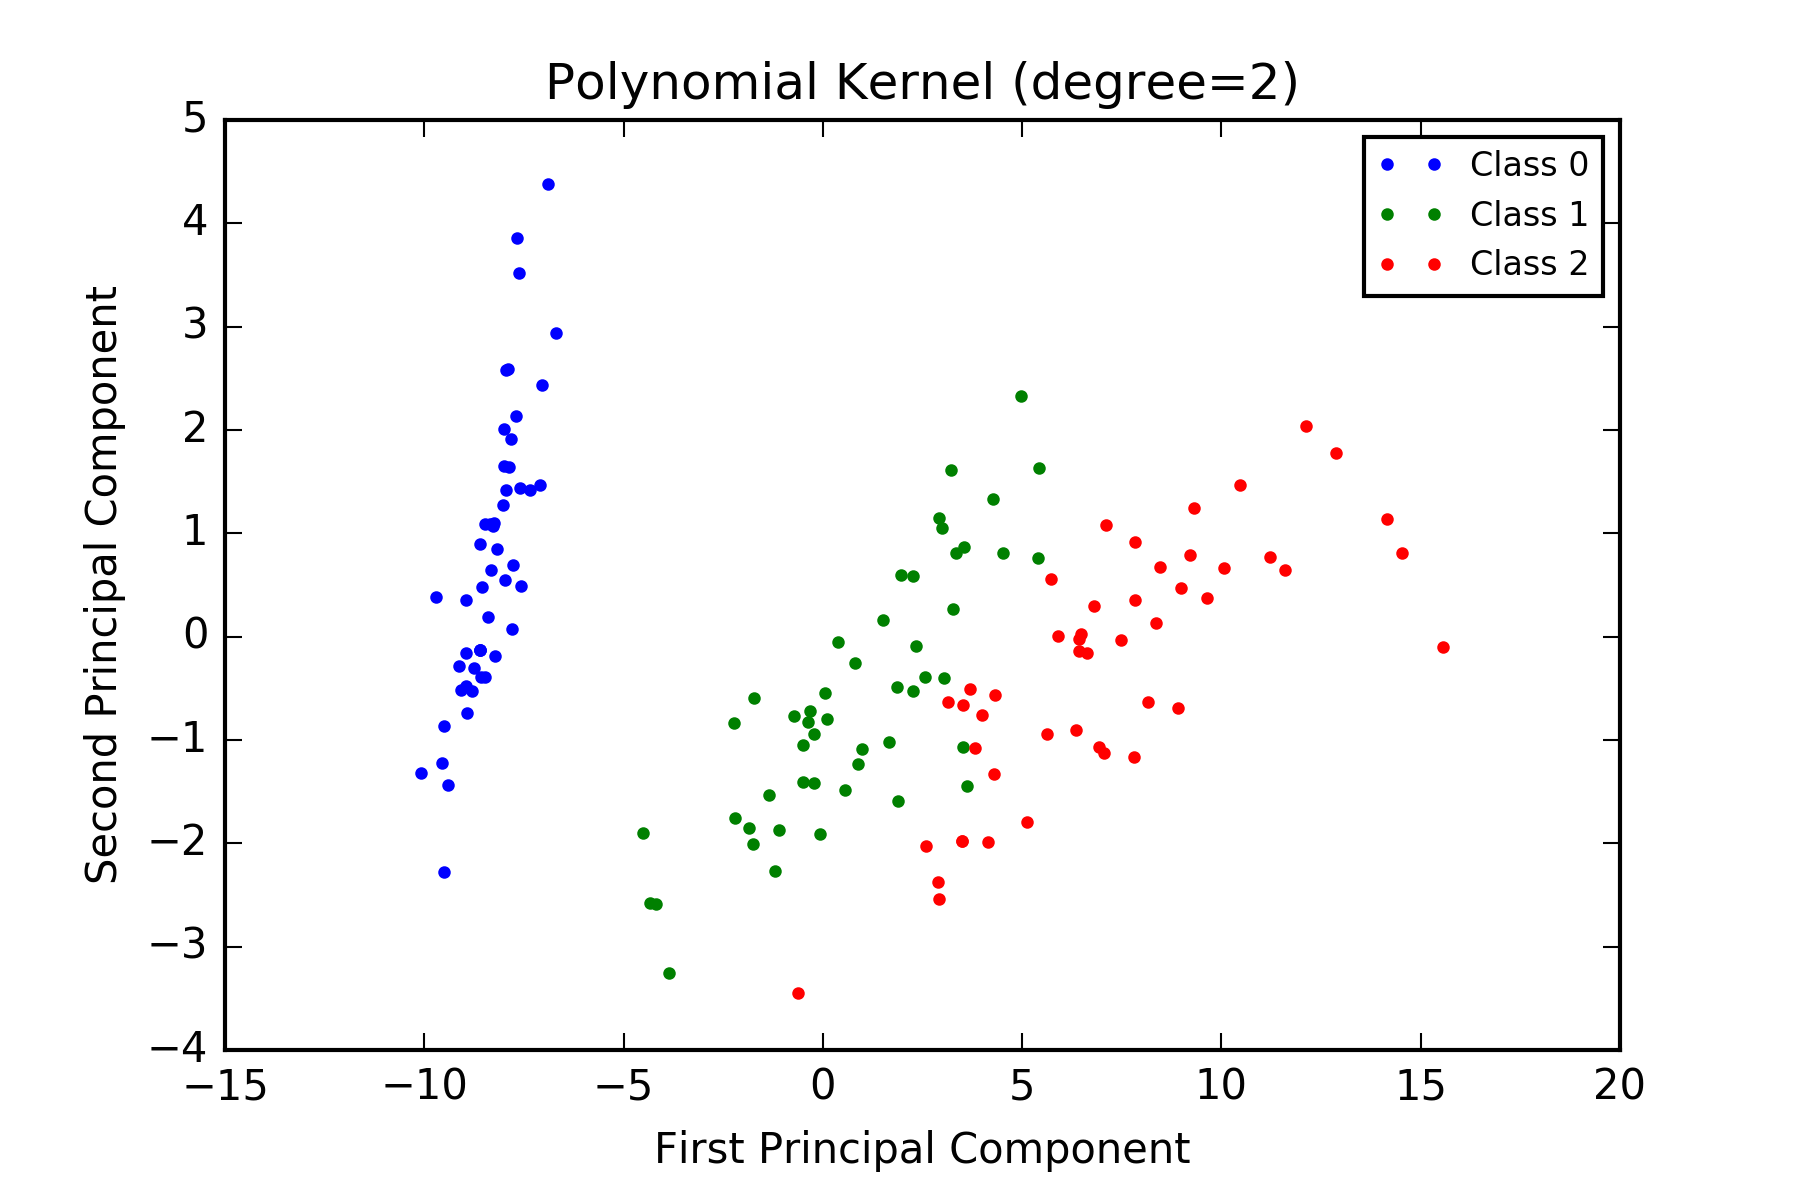 Polynomial Kernel (degree=2)
5
4
3
2
1
0
−1
−2
−3
−4
Second Principal Component
Class 0
Class 1
Class 2
−15 −10 −5 0 5 10 15 20
First Principal Component